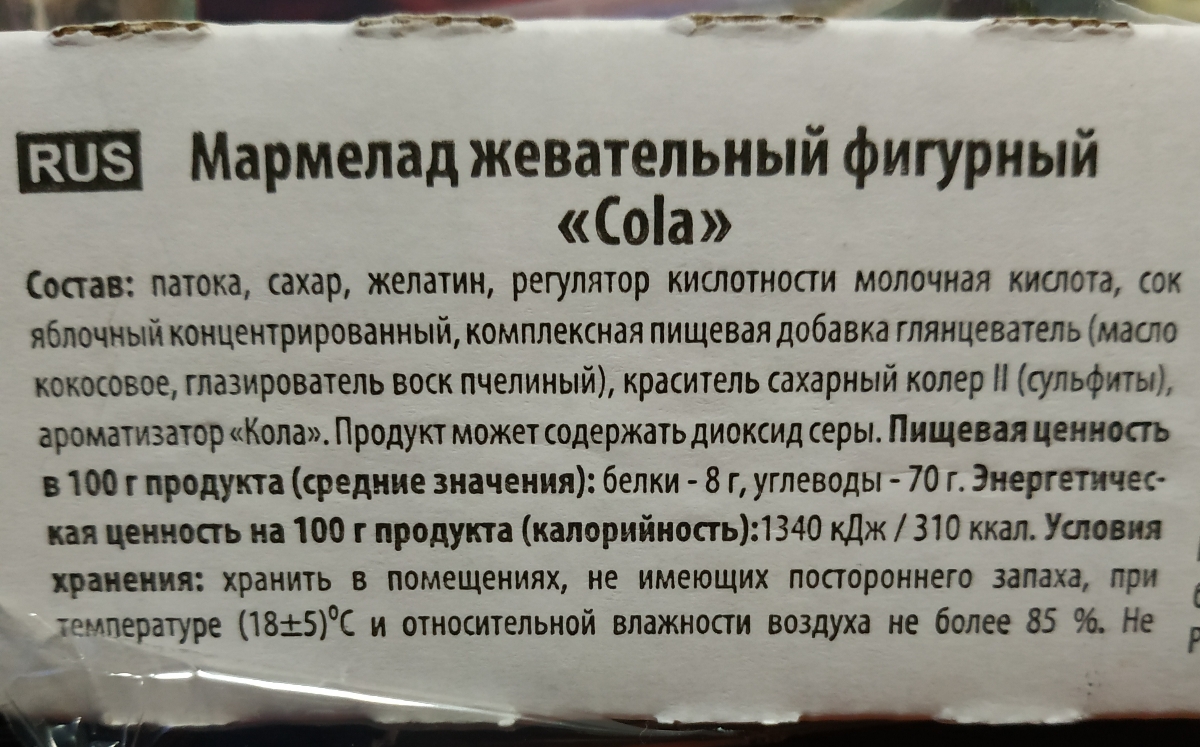 RUS Мармелад жевательный фигурный
«Cola»
Состав: патока, сахар, желатин, регулятор кислотности молочная кислота, сок
яблочный концентрированный, комплексная пищевая добавка глянцеватель (масло
кокосовое, глазирователь воск пчелиный), краситель сахарный колер II (сульфиты),
ароматизатор «Кола». Продукт может содержать диоксид серы. Пищевая ценность
в 100 г продукта (средние значения): белки - 8 г, углеводы - 70 г. Энергетичес-
кая ценность на 100 г продукта (калорийность):1340 кДж / 310 ккал. Условия
хранения: хранить в помещениях, не имеющих постороннего запаха, при
температуре (18±5)⁰С и относительной влажности воздуха не более 85 %. Не